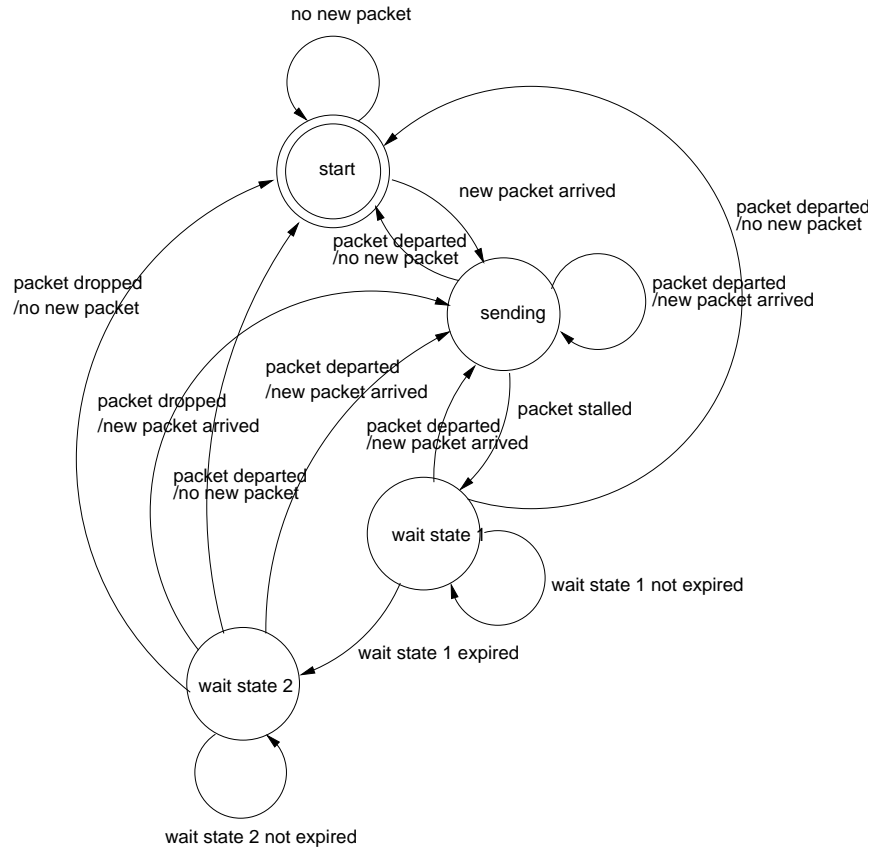 no new packet
start
new packet arrived
packet departed
/no new packet
packet departed
/no new packet
packet dropped
/no new packet
packet departed
/new packet arrived
sending
packet departed
/new packet arrived
packet dropped
/new packet arrived
packet stalled
packet departed
/new packet arrived
packet departed
/no new packet
wait state 1
wait state 1 not expired
wait state 1 expired
wait state 2
wait state 2 not expired